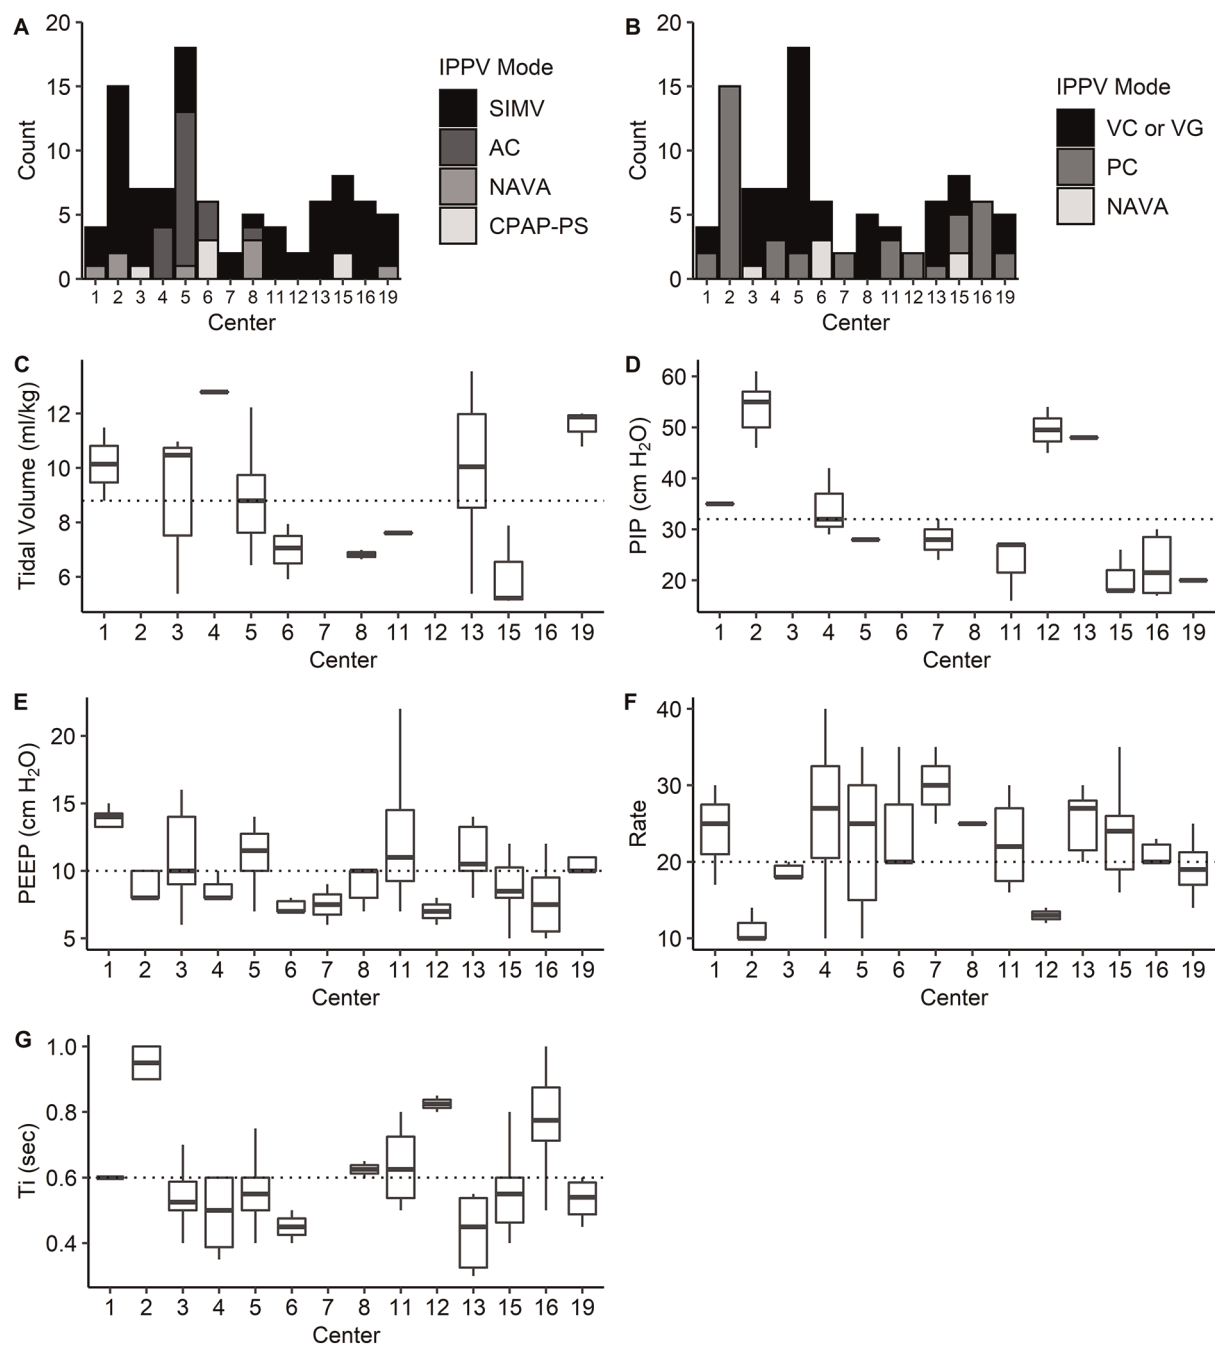 A
20
15
10
5
0
Count
1 2 3 4 5 6 7 8 11 12 13 15 16 19
Center
IPPV Mode
SIMV
AC
NAVA
CPAP-PS
B
20
15
10
5
0
Count
1 2 3 4 5 6 7 8 11 12 13 15 16 19
Center
IPPV Mode
VC or VG
PC
NAVA
C
Tidal Volume (ml/kg)
12
10
8
6
1 2 3 4 5 6 7 8 11 12 13 15 16 19
Center
D
PIP (cm H₂O)
60
50
40
30
20
1 2 3 4 5 6 7 8 11 12 13 15 16 19
Center
E
PEEP (cm H₂O)
20
15
10
5
1 2 3 4 5 6 7 8 11 12 13 15 16 19
Center
F
Rate
40
30
20
10
1 2 3 4 5 6 7 8 11 12 13 15 16 19
Center
G
Ti (sec)
1.0
0.8
0.6
0.4
1 2 3 4 5 6 7 8 11 12 13 15 16 19
Center